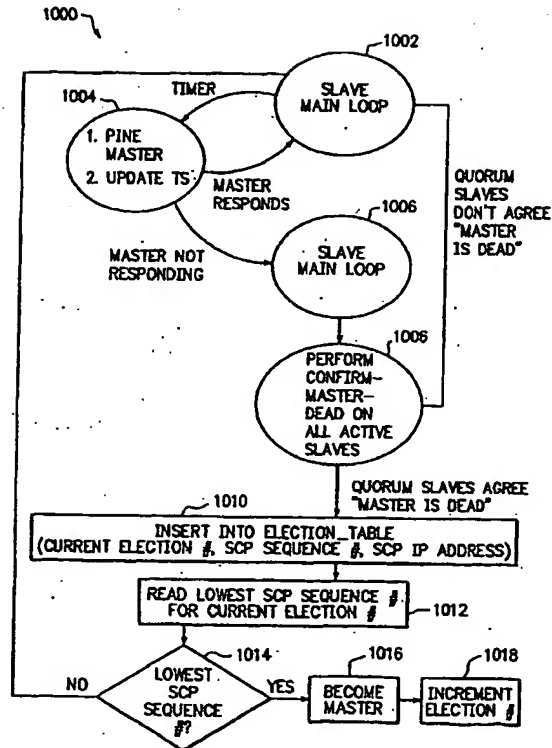 1000
1002
SLAVE
MAIN LOOP
TIMER
1004
1. PINE
MASTER
2. UPDATE TS
MASTER
RESPONDS
QUORUM
SLAVES
DON'T AGREE
"MASTER
IS DEAD"
1006
SLAVE
MAIN LOOP
MASTER NOT
RESPONDING
1006
PERFORM
CONFIRM-
MASTER-
DEAD ON
ALL ACTIVE
SLAVES
QUORUM SLAVES AGREE
"MASTER IS DEAD"
1010
INSERT INTO ELECTION_TABLE
(CURRENT ELECTION #, SCP SEQUENCE #, SCP IP ADDRESS)
READ LOWEST SCP SEQUENCE #
FOR CURRENT ELECTION #
1012
1014
LOWEST
SCP
SEQUENCE
#?
NO
YES
1016
BECOME
MASTER
1018
INCREMENT
ELECTION #